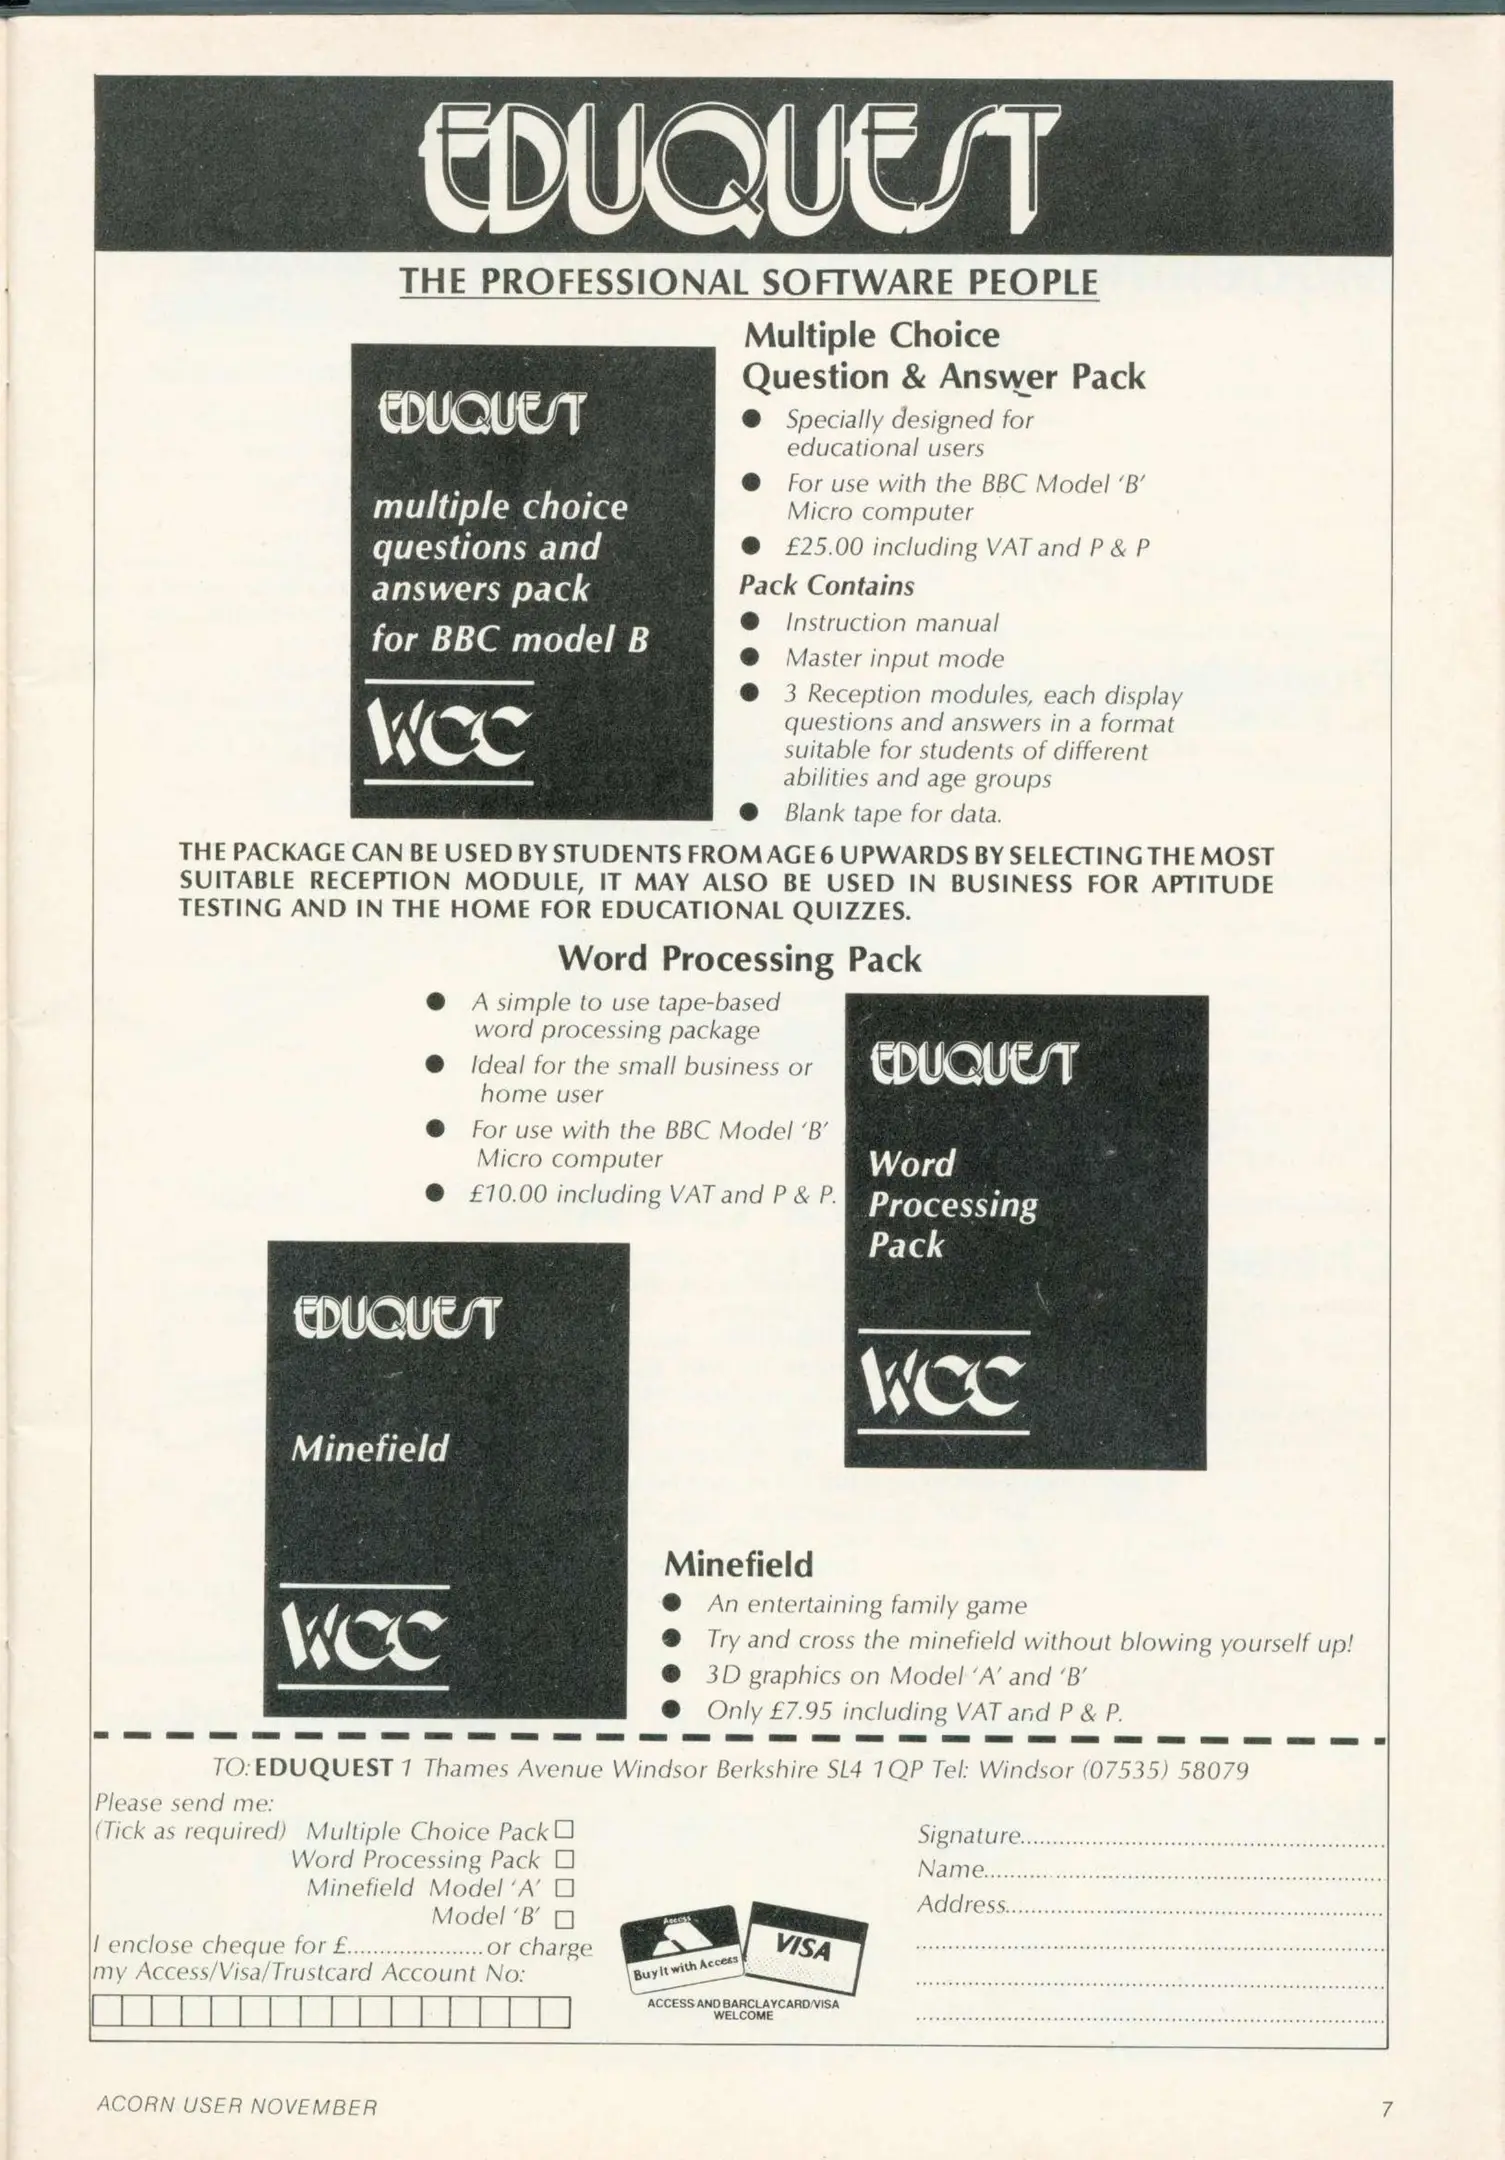 EDUQUEST
THE PROFESSIONAL SOFTWARE PEOPLE
EDUQUEST
multiple choice
questions and
answers pack
for BBC model B
WCC
Multiple Choice
Question & Answer Pack
● Specially designed for
educational users
● For use with the BBC Model 'B'
Micro computer
● £25.00 including VAT and P & P
Pack Contains
● Instruction manual
● Master input mode
● 3 Reception modules, each display
questions and answers in a format
suitable for students of different
abilities and age groups
● Blank tape for data.
THE PACKAGE CAN BE USED BY STUDENTS FROM AGE 6 UPWARDS BY SELECTING THE MOST
SUITABLE RECEPTION MODULE, IT MAY ALSO BE USED IN BUSINESS FOR APTITUDE
TESTING AND IN THE HOME FOR EDUCATIONAL QUIZZES.
Word Processing Pack
● A simple to use tape-based
word processing package
● Ideal for the small business or
home user
● For use with the BBC Model 'B'
Micro computer
● £10.00 including VAT and P & P.
EDUQUEST
Word
Processing
Pack
WCC
EDUQUEST
Minefield
WCC
Minefield
● An entertaining family game
● Try and cross the minefield without blowing yourself up!
● 3D graphics on Model 'A' and 'B'
● Only £7.95 including VAT and P & P.
TO: EDUQUEST 1 Thames Avenue Windsor Berkshire SL4 1QP Tel: Windsor (07535) 58079
Please send me:
(Tick as required) Multiple Choice Pack □
Word Processing Pack □
Minefield Model 'A' □
Model 'B' □
I enclose cheque for £.....................or charge
my Access/Visa/Trustcard Account No:
Access
Buy It with Access
VISA
ACCESS AND BARCLAYCARD/VISA
WELCOME
Signature.......................................................
Name.............................................................
Address..........................................................
ACORN USER NOVEMBER
7